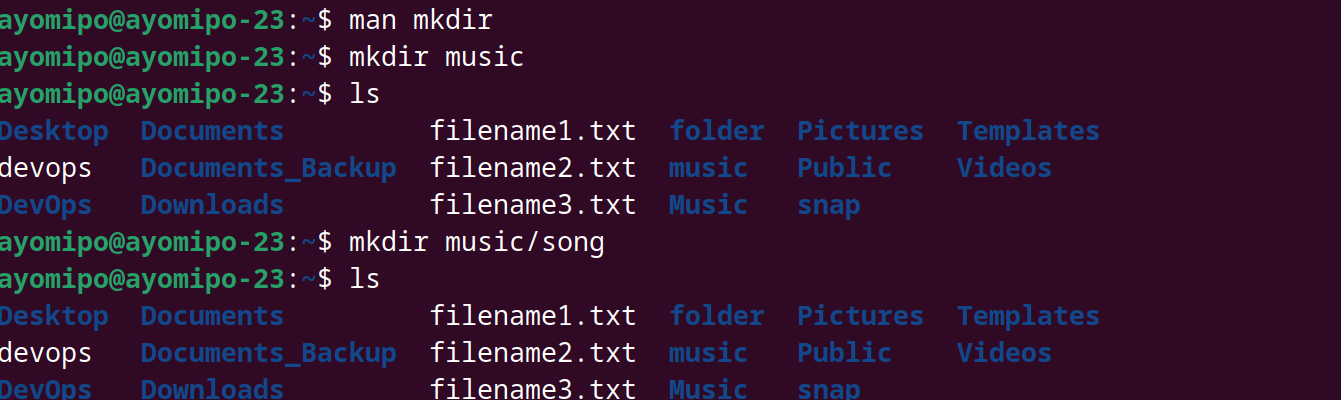 ayomipo@ayomipo-23:~$ man mkdir
ayomipo@ayomipo-23:~$ mkdir music
ayomipo@ayomipo-23:~$ ls
Desktop  Documents         filename1.txt  folder  Pictures  Templates
devops   Documents_Backup  filename2.txt  music   Public    Videos
DevOps   Downloads         filename3.txt  Music   snap
ayomipo@ayomipo-23:~$ mkdir music/song
ayomipo@ayomipo-23:~$ ls
Desktop  Documents         filename1.txt  folder  Pictures  Templates
devops   Documents_Backup  filename2.txt  music   Public    Videos
DevOps   Downloads         filename3.txt  Music   snap